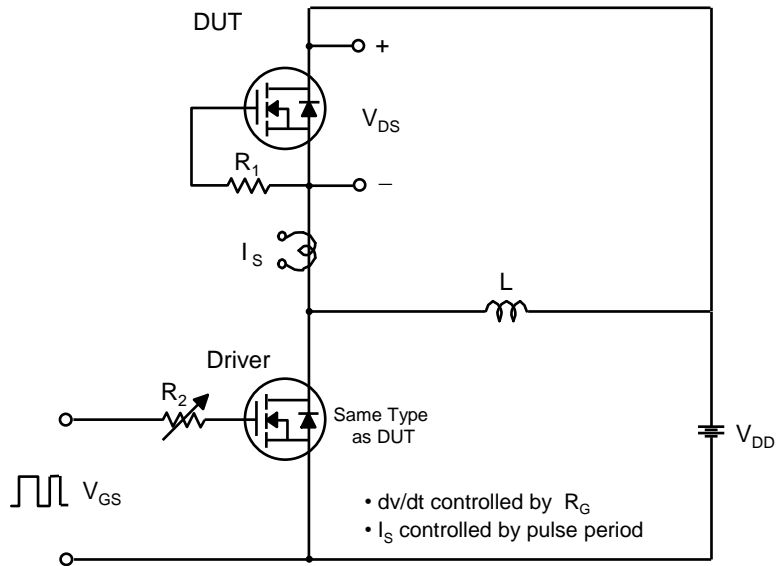 DUT
+
V_DS
R_1
–
I_S
L
Driver
R_2
Same Type
as DUT
V_DD
V_GS
• dv/dt controlled by R_G
• I_S controlled by pulse period